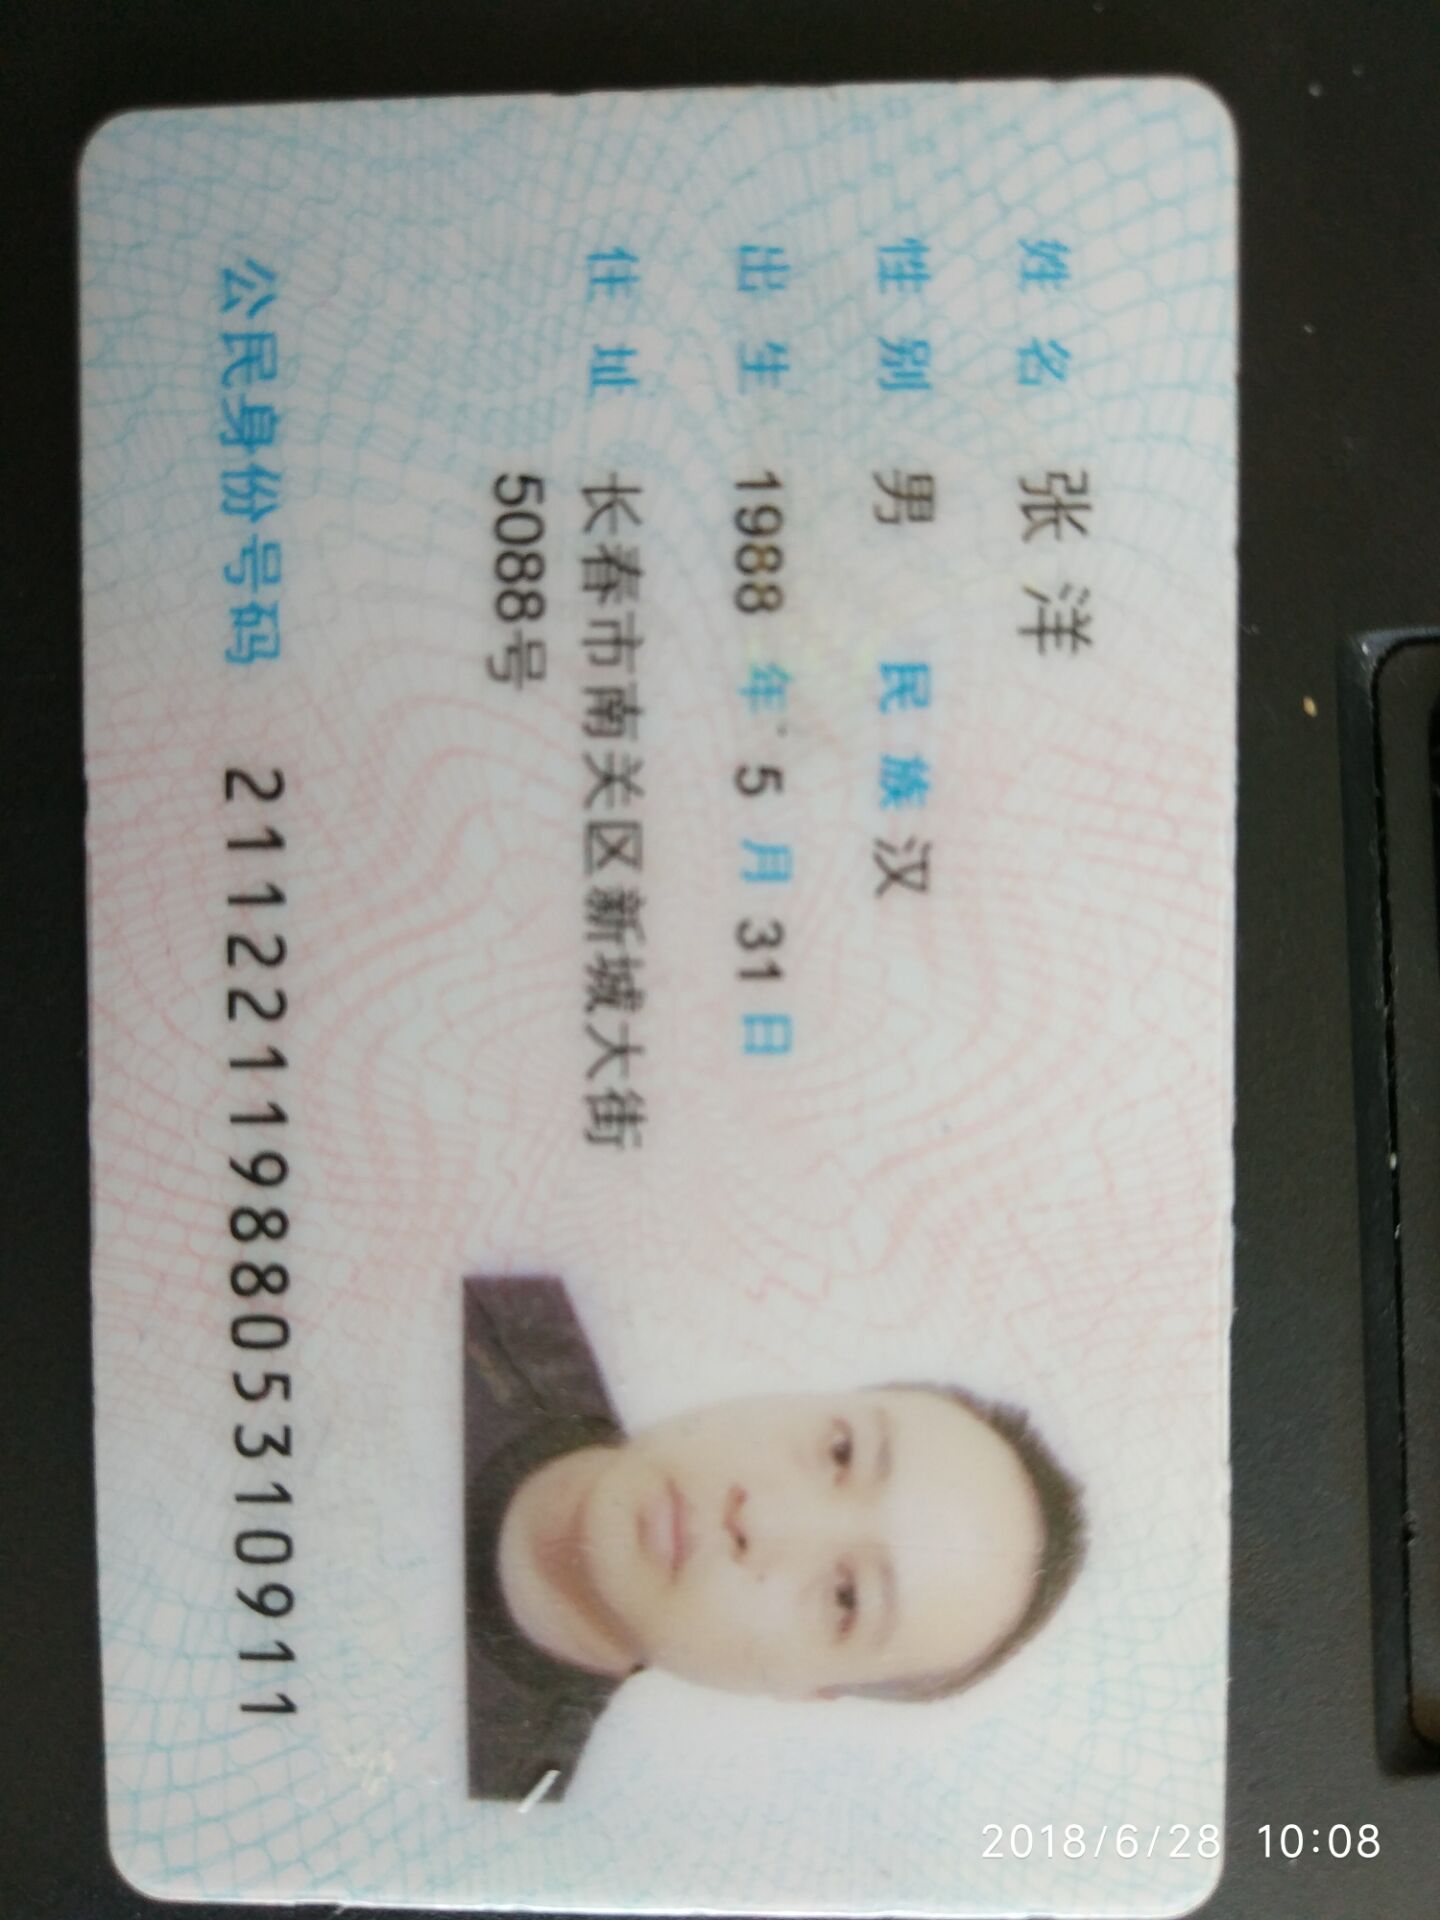 姓名 张洋
性别 男 民族 汉
出生 1988 年 5 月 31 日
住址 长春市南关区新城大街
5088号
公民身份号码 211221198805310911
2018/6/28 10:08